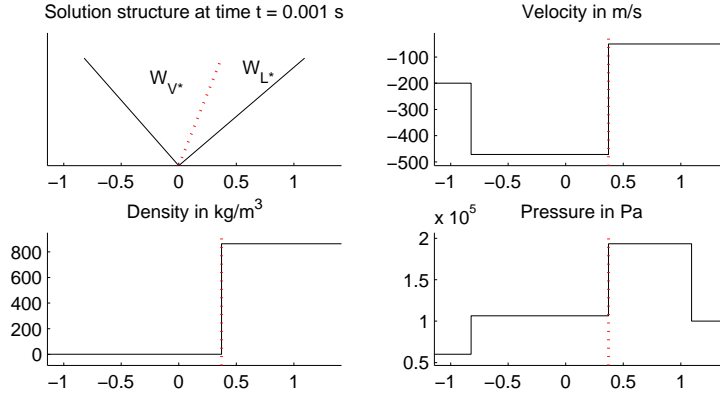 Solution structure at time t = 0.001 s
W_{V*}
W_{L*}
−1 −0.5 0 0.5 1
Velocity in m/s
−100
−200
−300
−400
−500
−1 −0.5 0 0.5 1
Density in kg/m^3
800
600
400
200
0
−1 −0.5 0 0.5 1
Pressure in Pa
x 10^5
2
1.5
1
0.5
−1 −0.5 0 0.5 1